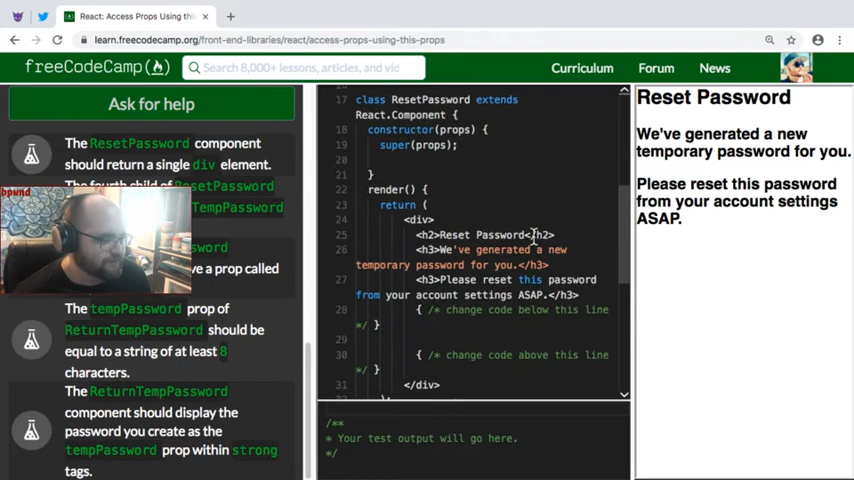 React: Access Props Using this
learn.freecodecamp.org/front-end-libraries/react/access-props-using-this-props
freeCodeCamp
Search 8,000+ lessons, articles, and vid
Curriculum
Forum
News
Ask for help
The ResetPassword component
should return a single div element.
The fourth child of ResetPassword
TempPassword
bpwnd
ssword
ve a prop called
The tempPassword prop of
ReturnTempPassword should be
equal to a string of at least 8
characters.
The ReturnTempPassword
component should display the
password you create as the
tempPassword prop within strong
tags.
17 class ResetPassword extends
React.Component {
18 constructor(props) {
19 super(props);
20
21 }
22 render() {
23 return (
24 <div>
25 <h2>Reset Password</h2>
26 <h3>We've generated a new
temporary password for you.</h3>
27 <h3>Please reset this password
from your account settings ASAP.</h3>
28 { /* change code below this line
*/ }
29
30 { /* change code above this line
*/ }
31 </div>
);
/**
* Your test output will go here.
*/
Reset Password
We've generated a new
temporary password for you.
Please reset this password
from your account settings
ASAP.